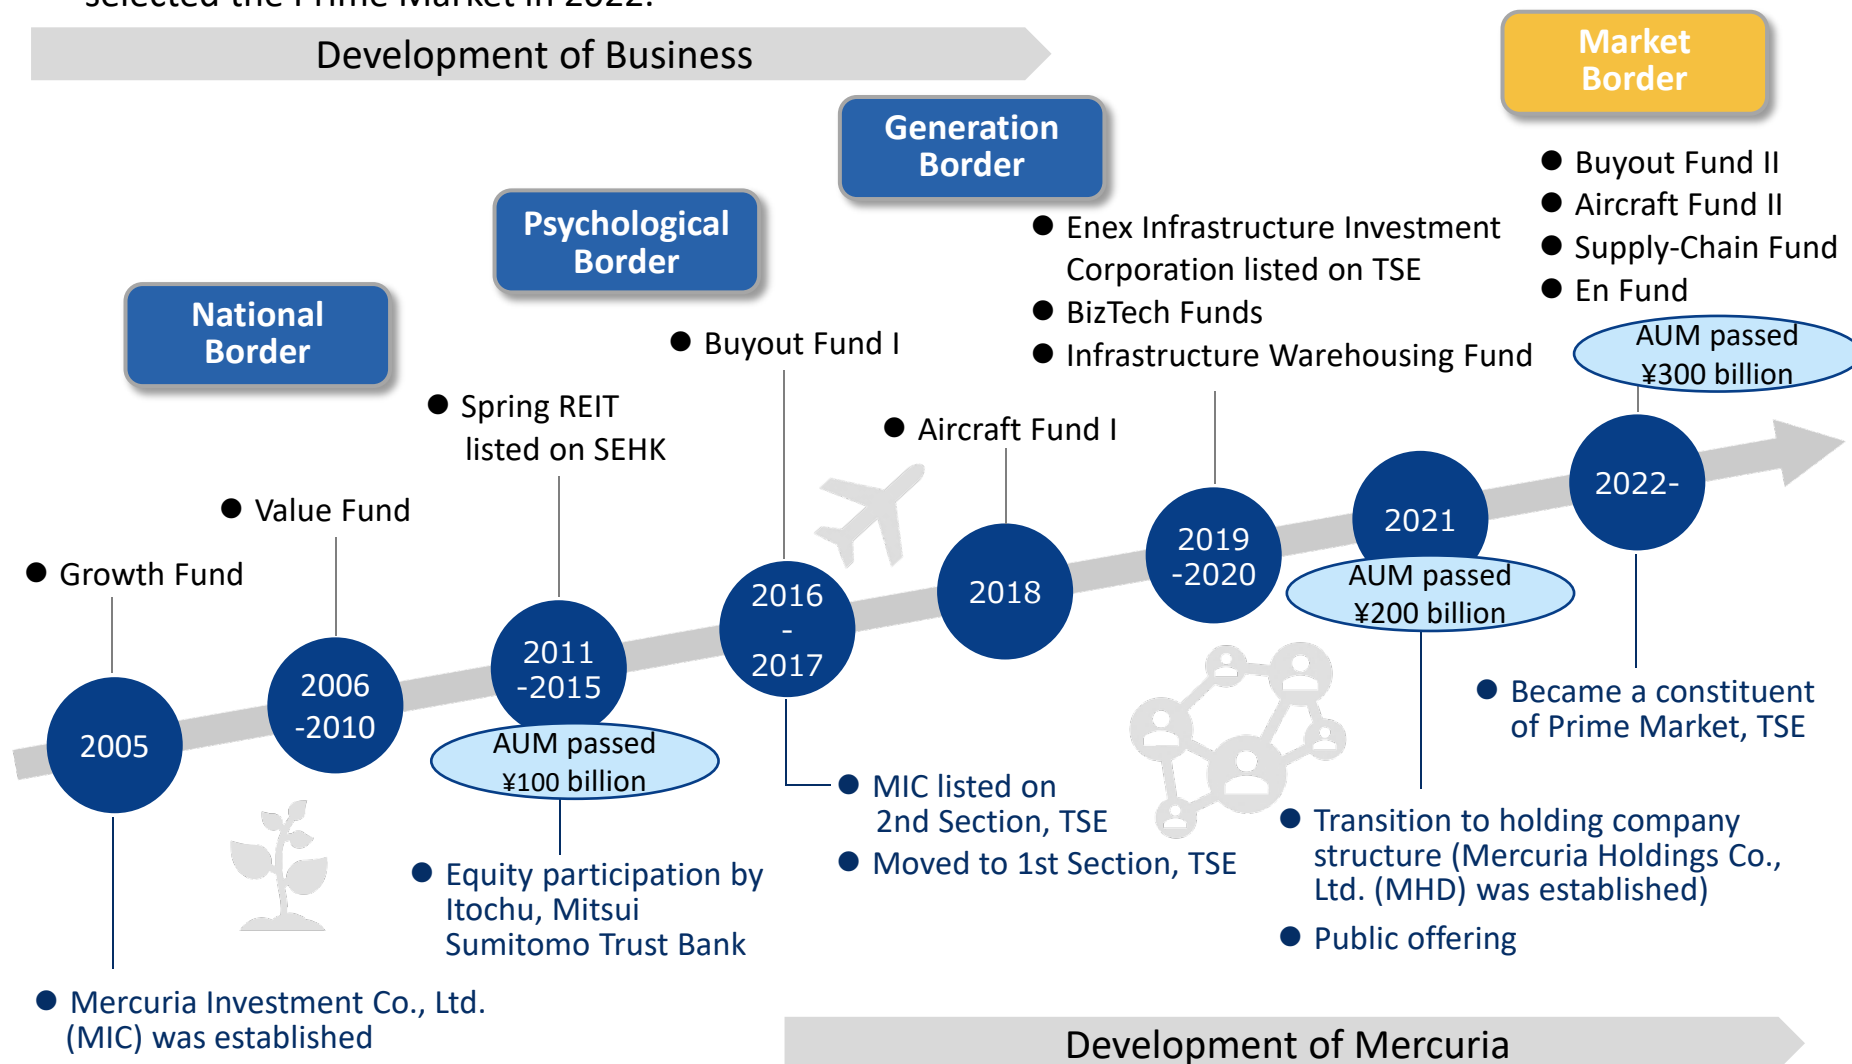 selected the Prime Market in 2022.
Development of Business
Market
Border
Generation
Border
Psychological
Border
National
Border
● Buyout Fund II
● Aircraft Fund II
● Supply-Chain Fund
● En Fund
AUM passed
¥300 billion
● Enex Infrastructure Investment
Corporation listed on TSE
● BizTech Funds
● Infrastructure Warehousing Fund
● Buyout Fund I
● Spring REIT
listed on SEHK
● Aircraft Fund I
● Value Fund
● Growth Fund
2005
2006
-2010
2011
-2015
AUM passed
¥100 billion
2016
-
2017
2018
2019
-2020
2021
AUM passed
¥200 billion
2022-
● Became a constituent
of Prime Market, TSE
● MIC listed on
2nd Section, TSE
● Moved to 1st Section, TSE
● Transition to holding company
structure (Mercuria Holdings Co.,
Ltd. (MHD) was established)
● Public offering
● Equity participation by
Itochu, Mitsui
Sumitomo Trust Bank
● Mercuria Investment Co., Ltd.
(MIC) was established
Development of Mercuria